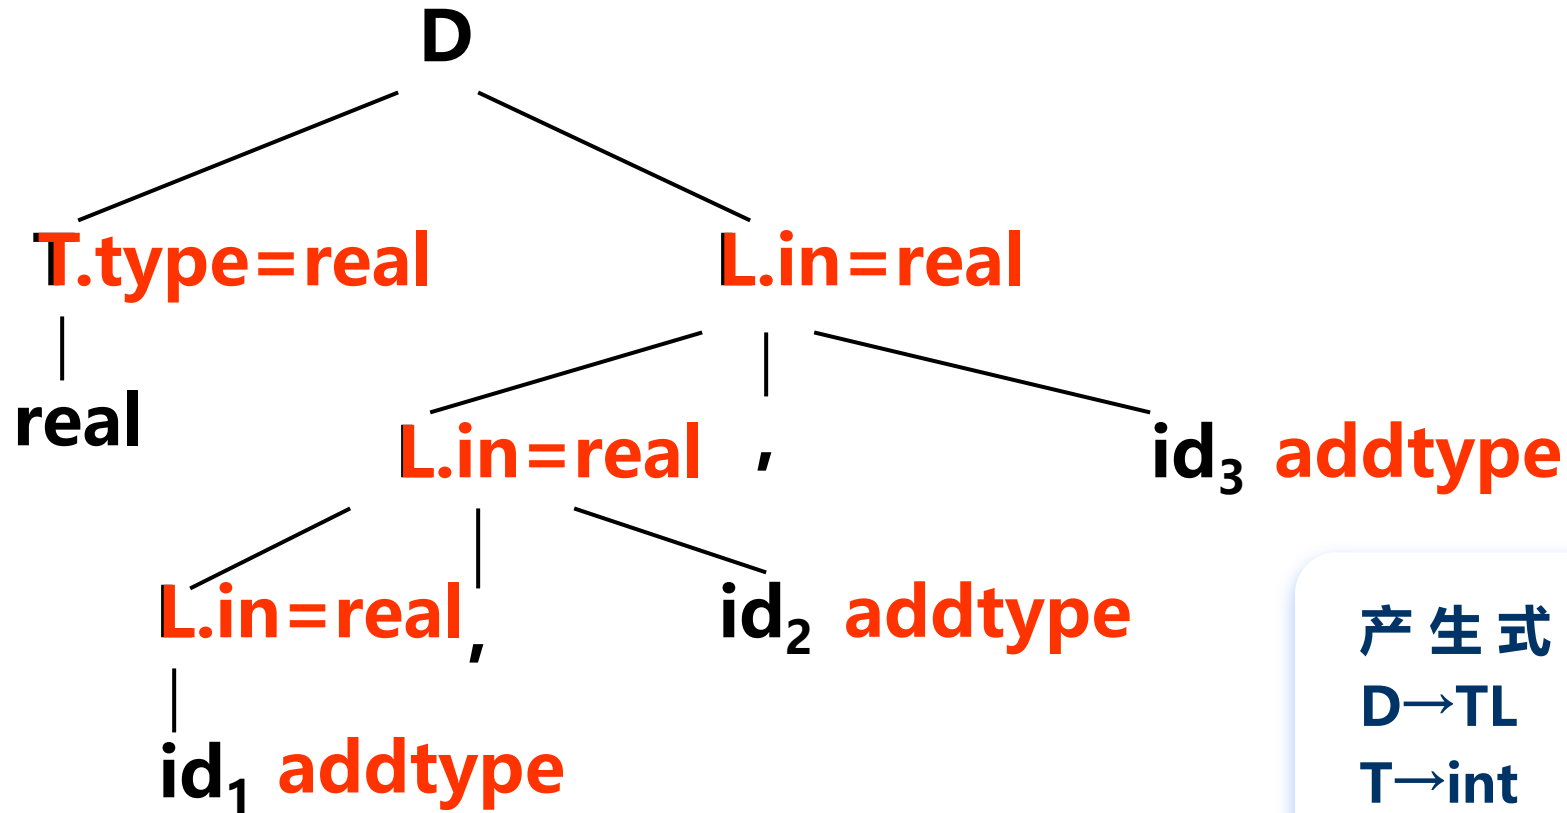 D
T.type=real L.in=real
real
L.in=real , id₃ addtype
L.in=real , id₂ addtype
id₁ addtype
产生式
D→TL
T→int